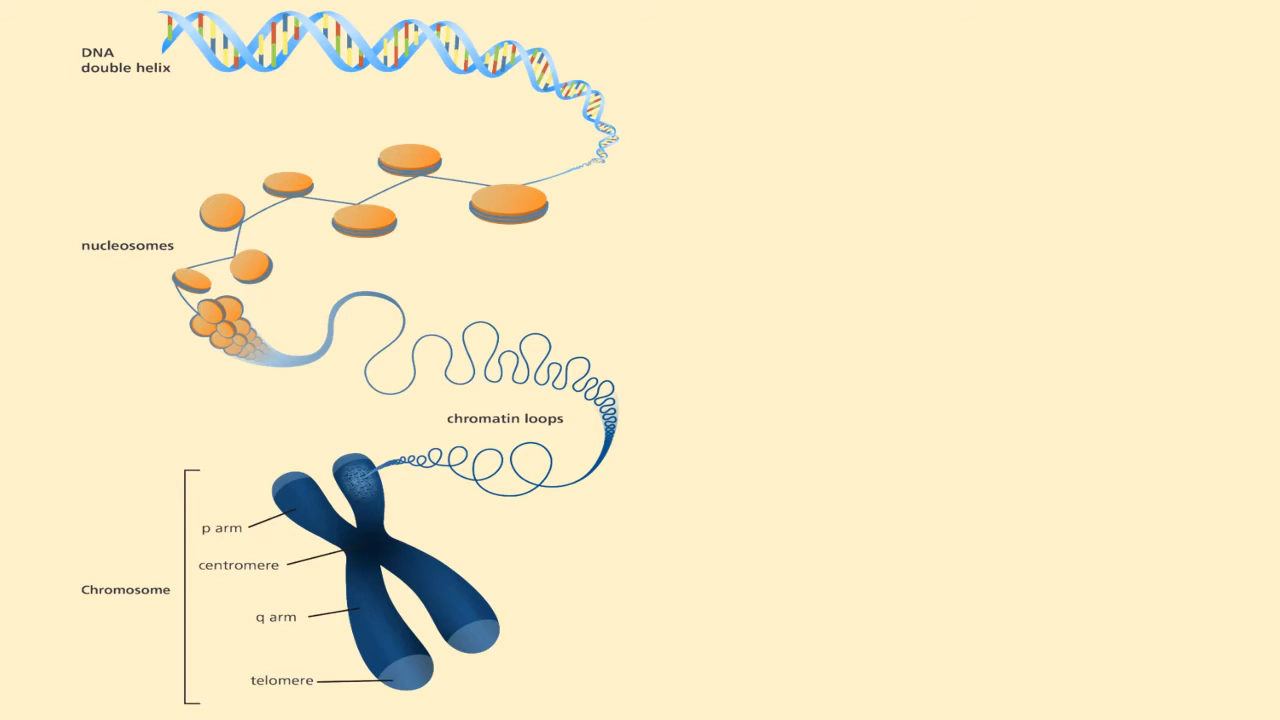 DNA
double helix
nucleosomes
chromatin loops
p arm
centromere
Chromosome
q arm
telomere